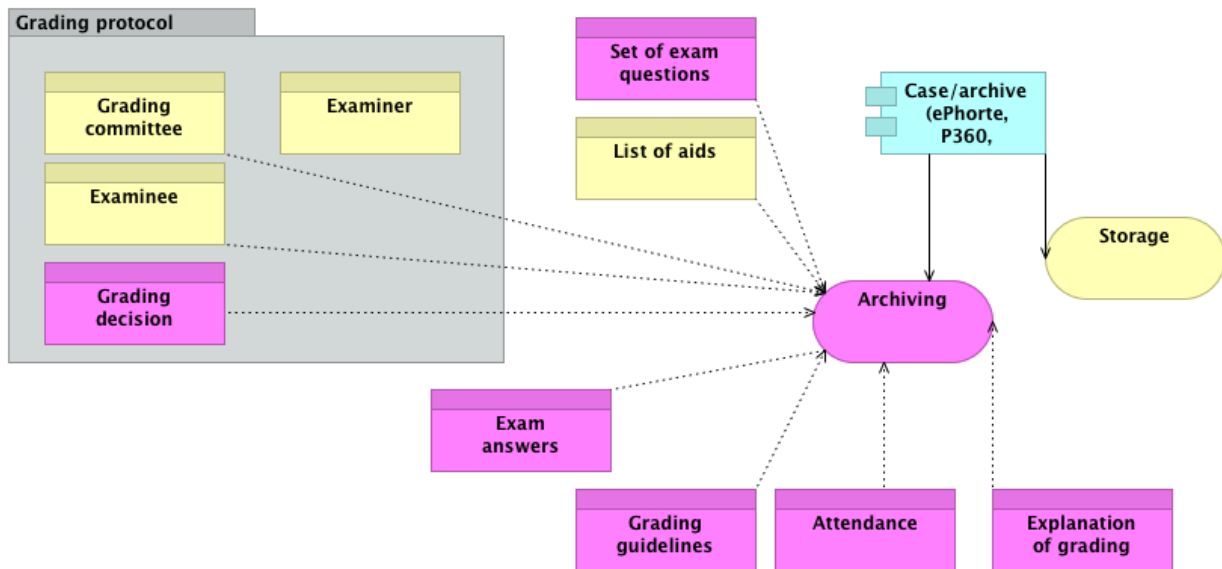 Grading protocol
Grading
committee
Examiner
Examinee
Grading
decision
Set of exam
questions
List of aids
Case/archive
(ePhorte,
P360,
Storage
Archiving
Exam
answers
Grading
guidelines
Attendance
Explanation
of grading